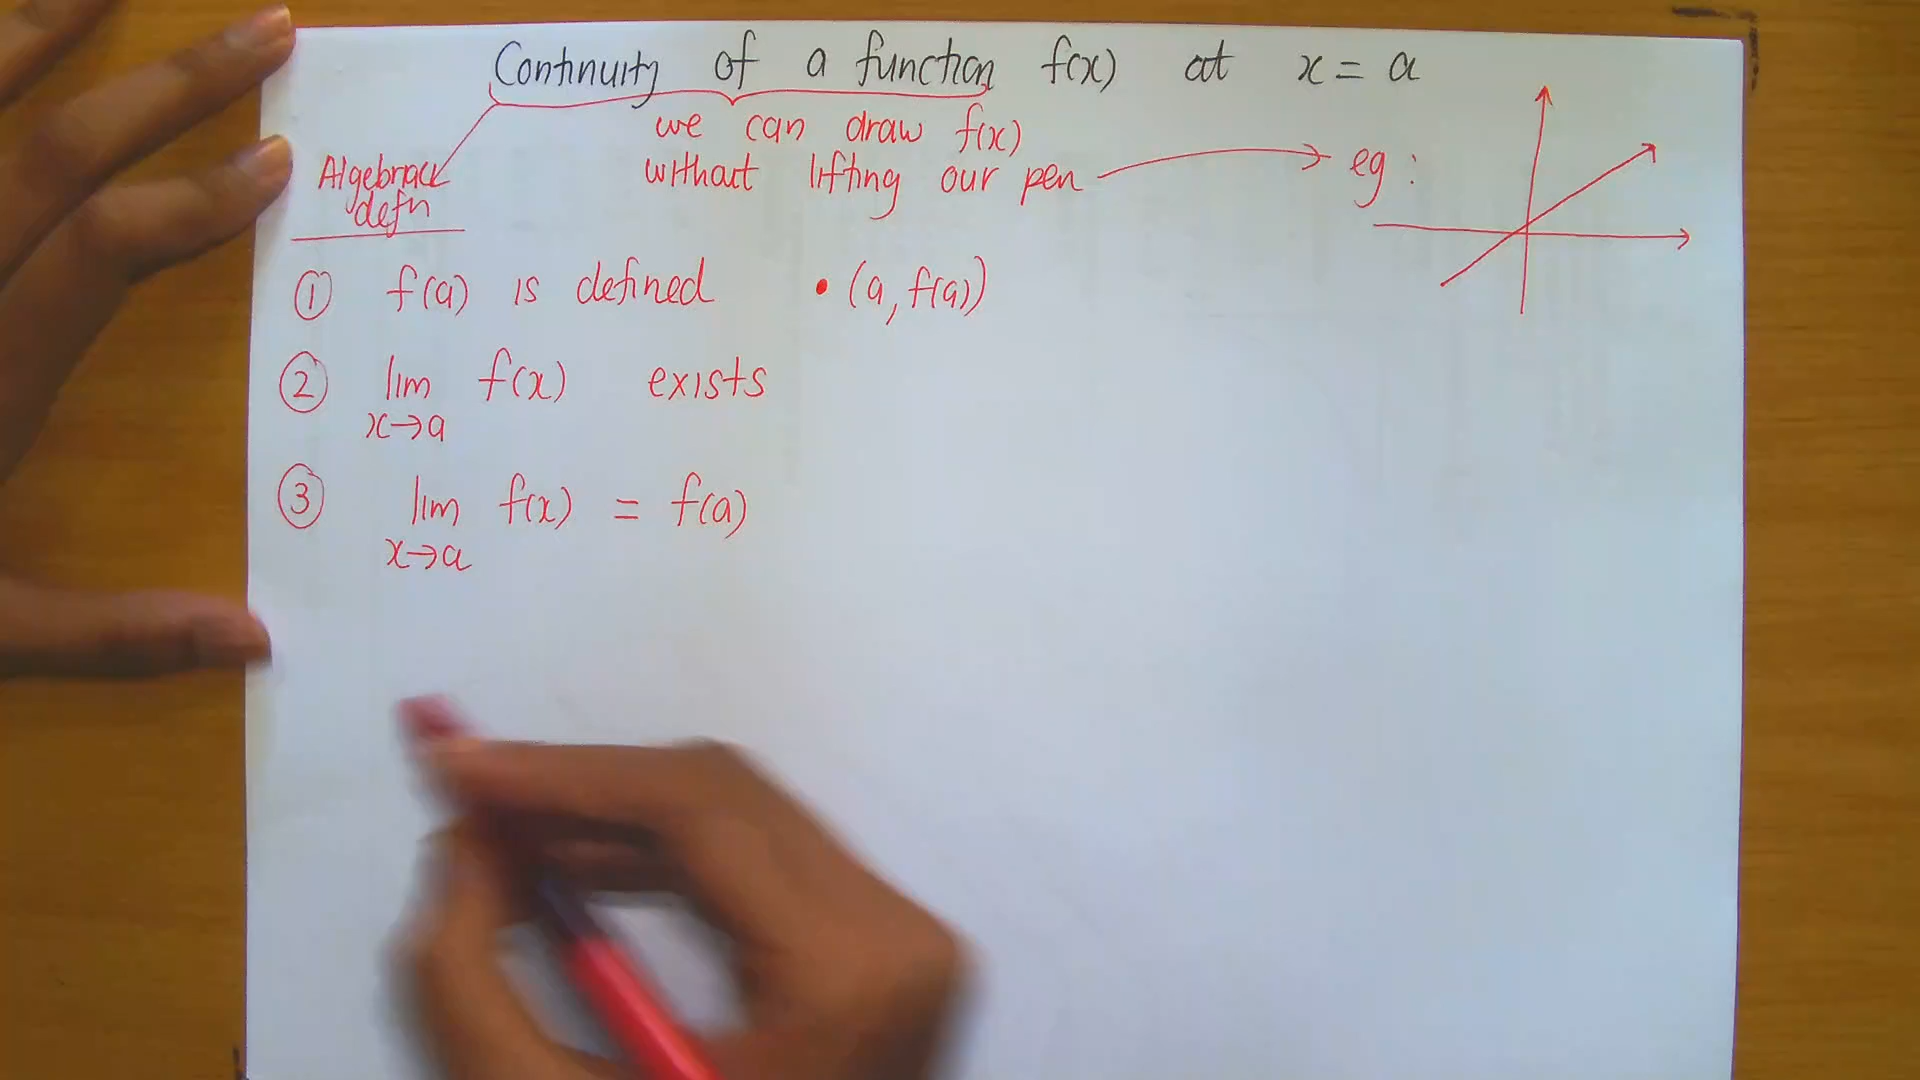 Continuity of a function f(x) at x = a
we can draw f(x)
without lifting our pen → eg :
Algebraic
defn
① f(a) is defined • (a, f(a))
② lim f(x) exists
x→a
③ lim f(x) = f(a)
x→a